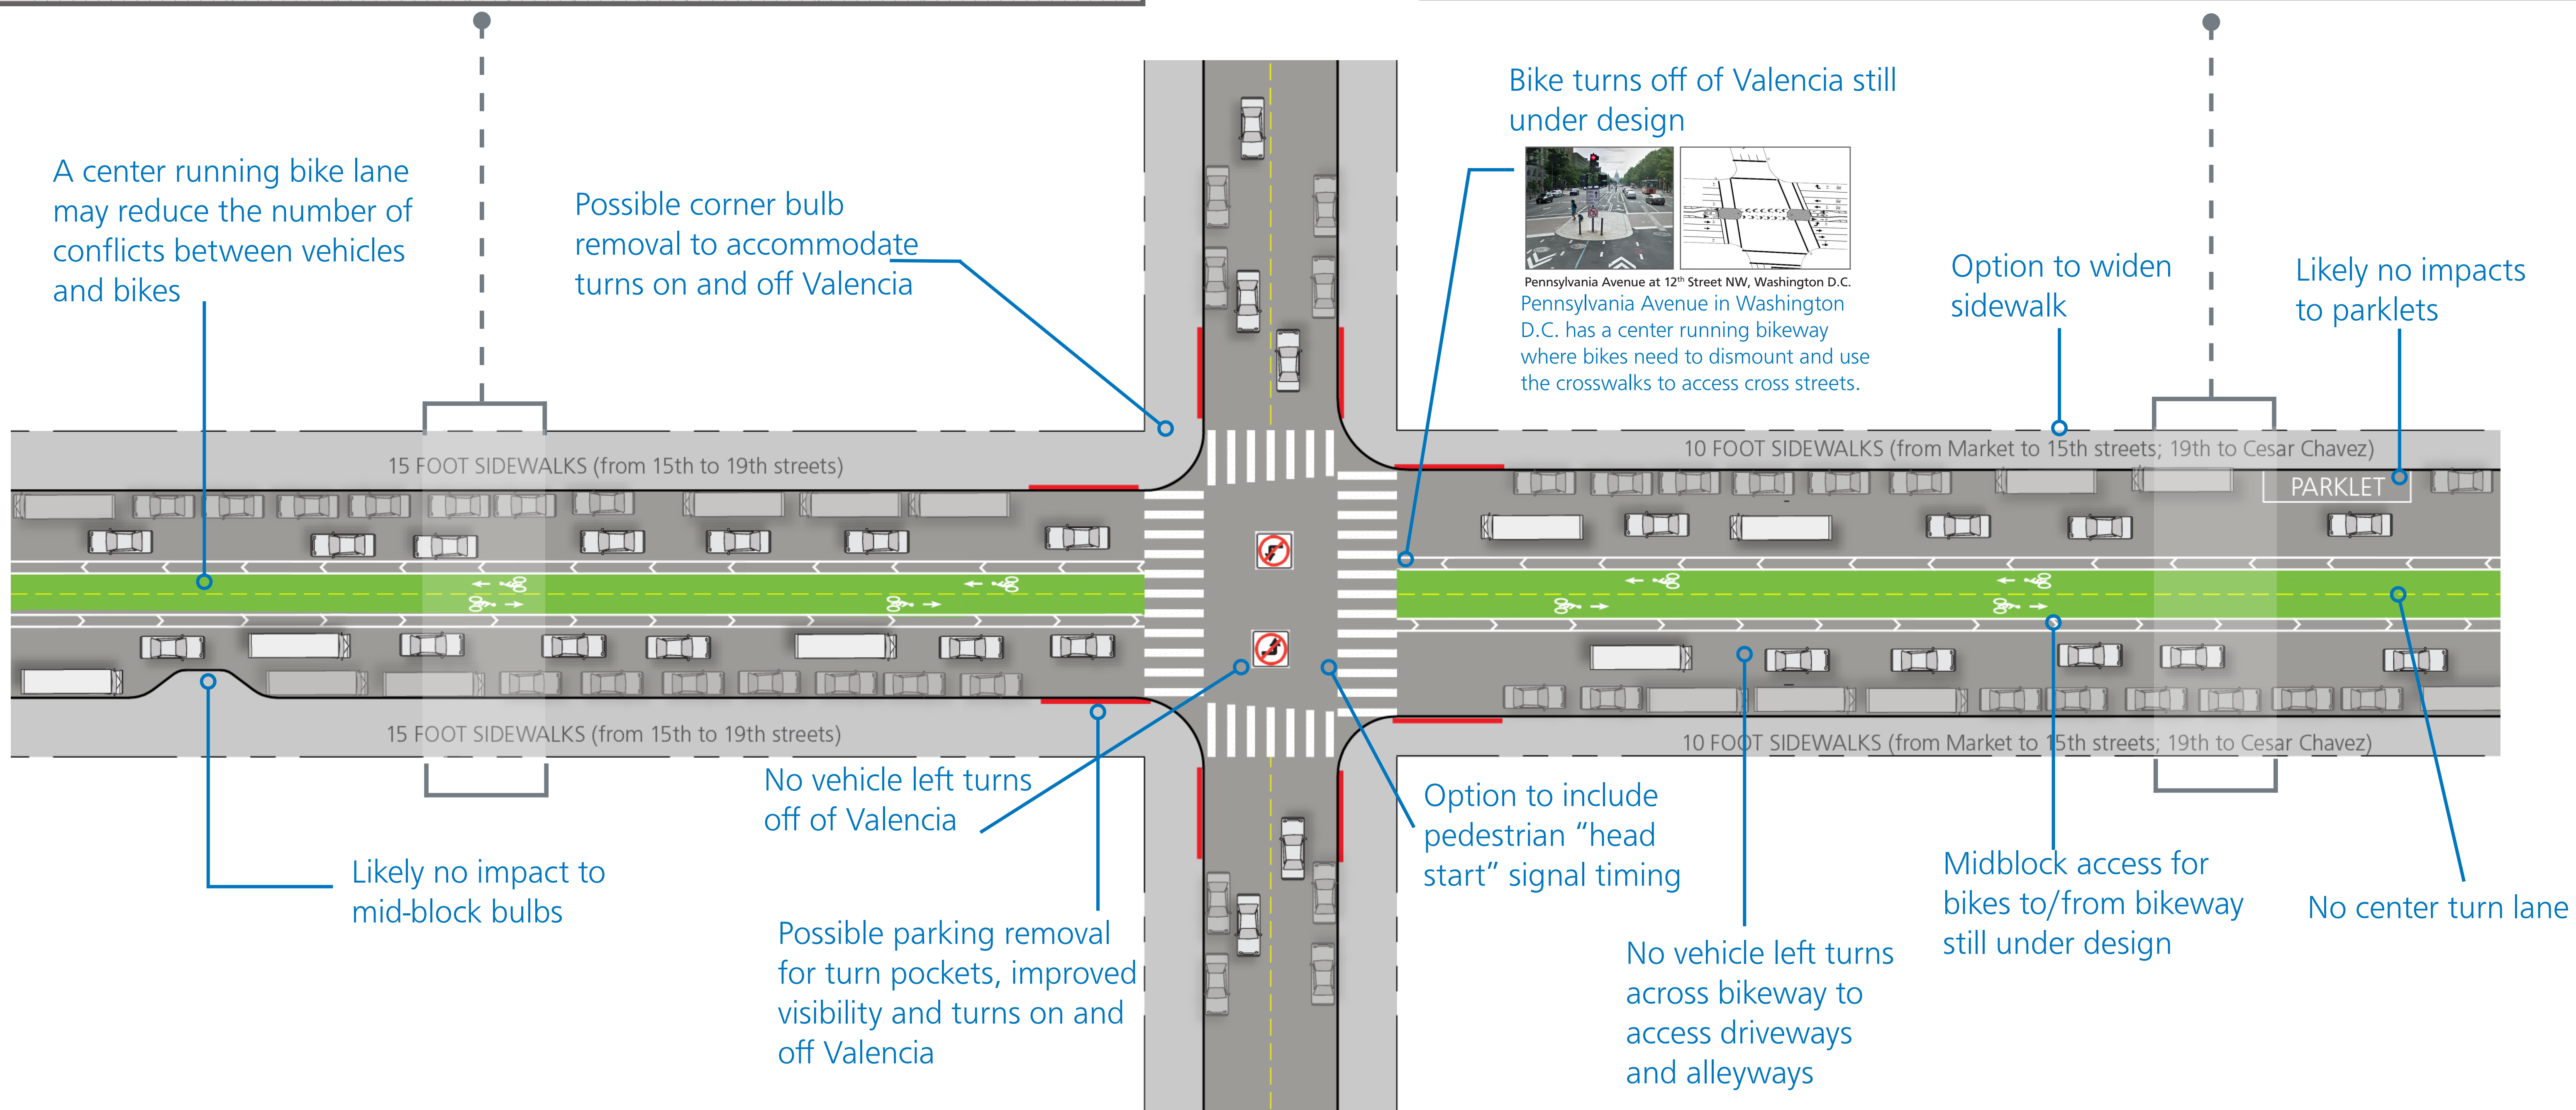 Bike turns off of Valencia still
under design
A center running bike lane
may reduce the number of
conflicts between vehicles
and bikes
Possible corner bulb
removal to accommodate
turns on and off Valencia
Pennsylvania Avenue at 12th Street NW, Washington D.C.
Pennsylvania Avenue in Washington
D.C. has a center running bikeway
where bikes need to dismount and use
the crosswalks to access cross streets.
Option to widen
sidewalk
Likely no impacts
to parklets
15 FOOT SIDEWALKS (from 15th to 19th streets)
10 FOOT SIDEWALKS (from Market to 15th streets; 19th to Cesar Chavez)
PARKLET
15 FOOT SIDEWALKS (from 15th to 19th streets)
10 FOOT SIDEWALKS (from Market to 15th streets; 19th to Cesar Chavez)
No vehicle left turns
off of Valencia
Likely no impact to
mid-block bulbs
Possible parking removal
for turn pockets, improved
visibility and turns on and
off Valencia
Option to include
pedestrian “head
start” signal timing
No vehicle left turns
across bikeway to
access driveways
and alleyways
Midblock access for
bikes to/from bikeway
still under design
No center turn lane